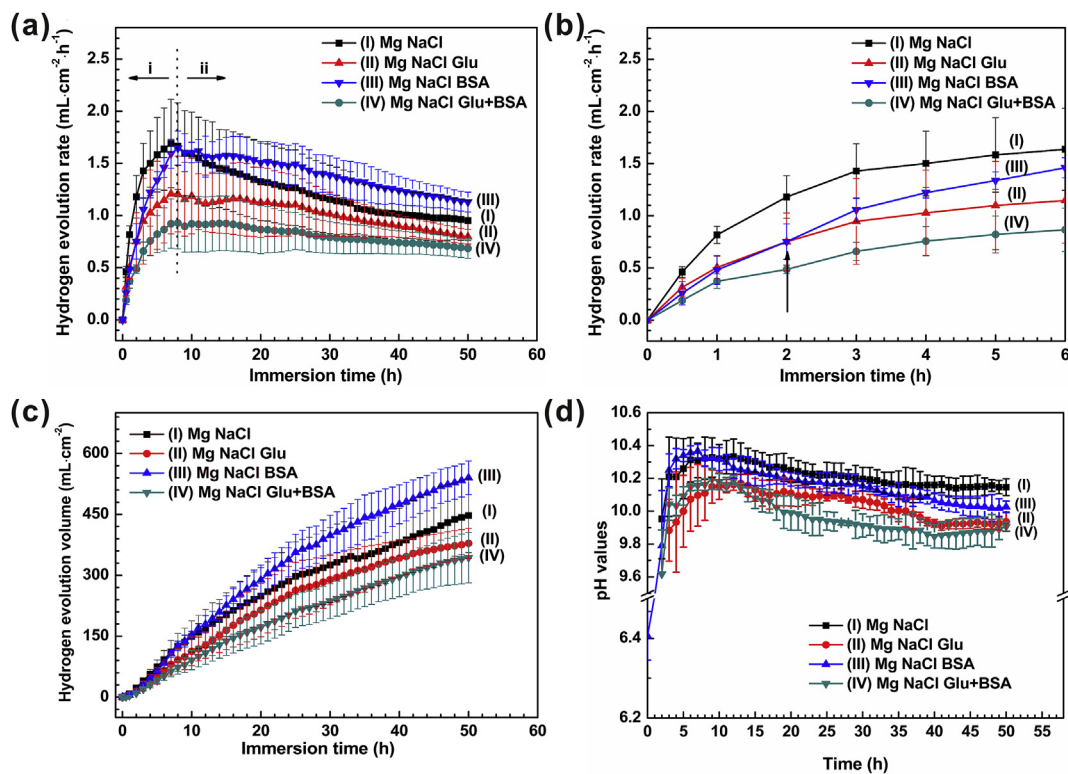 (a)
Hydrogen evolution rate (mL·cm-2·h-1)
2.5
2.0
1.5
1.0
0.5
0.0
i
ii
(I) Mg NaCl
(II) Mg NaCl Glu
(III) Mg NaCl BSA
(IV) Mg NaCl Glu+BSA
(III)
(I)
(II)
(IV)
0 10 20 30 40 50 60
Immersion time (h)
(b)
Hydrogen evolution rate (mL·cm-2·h-1)
2.5
2.0
1.5
1.0
0.5
0.0
(I) Mg NaCl
(II) Mg NaCl Glu
(III) Mg NaCl BSA
(IV) Mg NaCl Glu+BSA
(I)
(III)
(II)
(IV)
0 1 2 3 4 5 6
Immersion time (h)
(c)
Hydrogen evolution volume (mL·cm-2)
600
450
300
150
0
(I) Mg NaCl
(II) Mg NaCl Glu
(III) Mg NaCl BSA
(IV) Mg NaCl Glu+BSA
(III)
(I)
(II)
(IV)
0 10 20 30 40 50 60
Immersion time (h)
(d)
pH values
10.6
10.4
10.2
10.0
9.8
9.6
6.4
6.2
(I)
(III)
(II)
(IV)
(I) Mg NaCl
(II) Mg NaCl Glu
(III) Mg NaCl BSA
(IV) Mg NaCl Glu+BSA
0 5 10 15 20 25 30 35 40 45 50 55
Time (h)